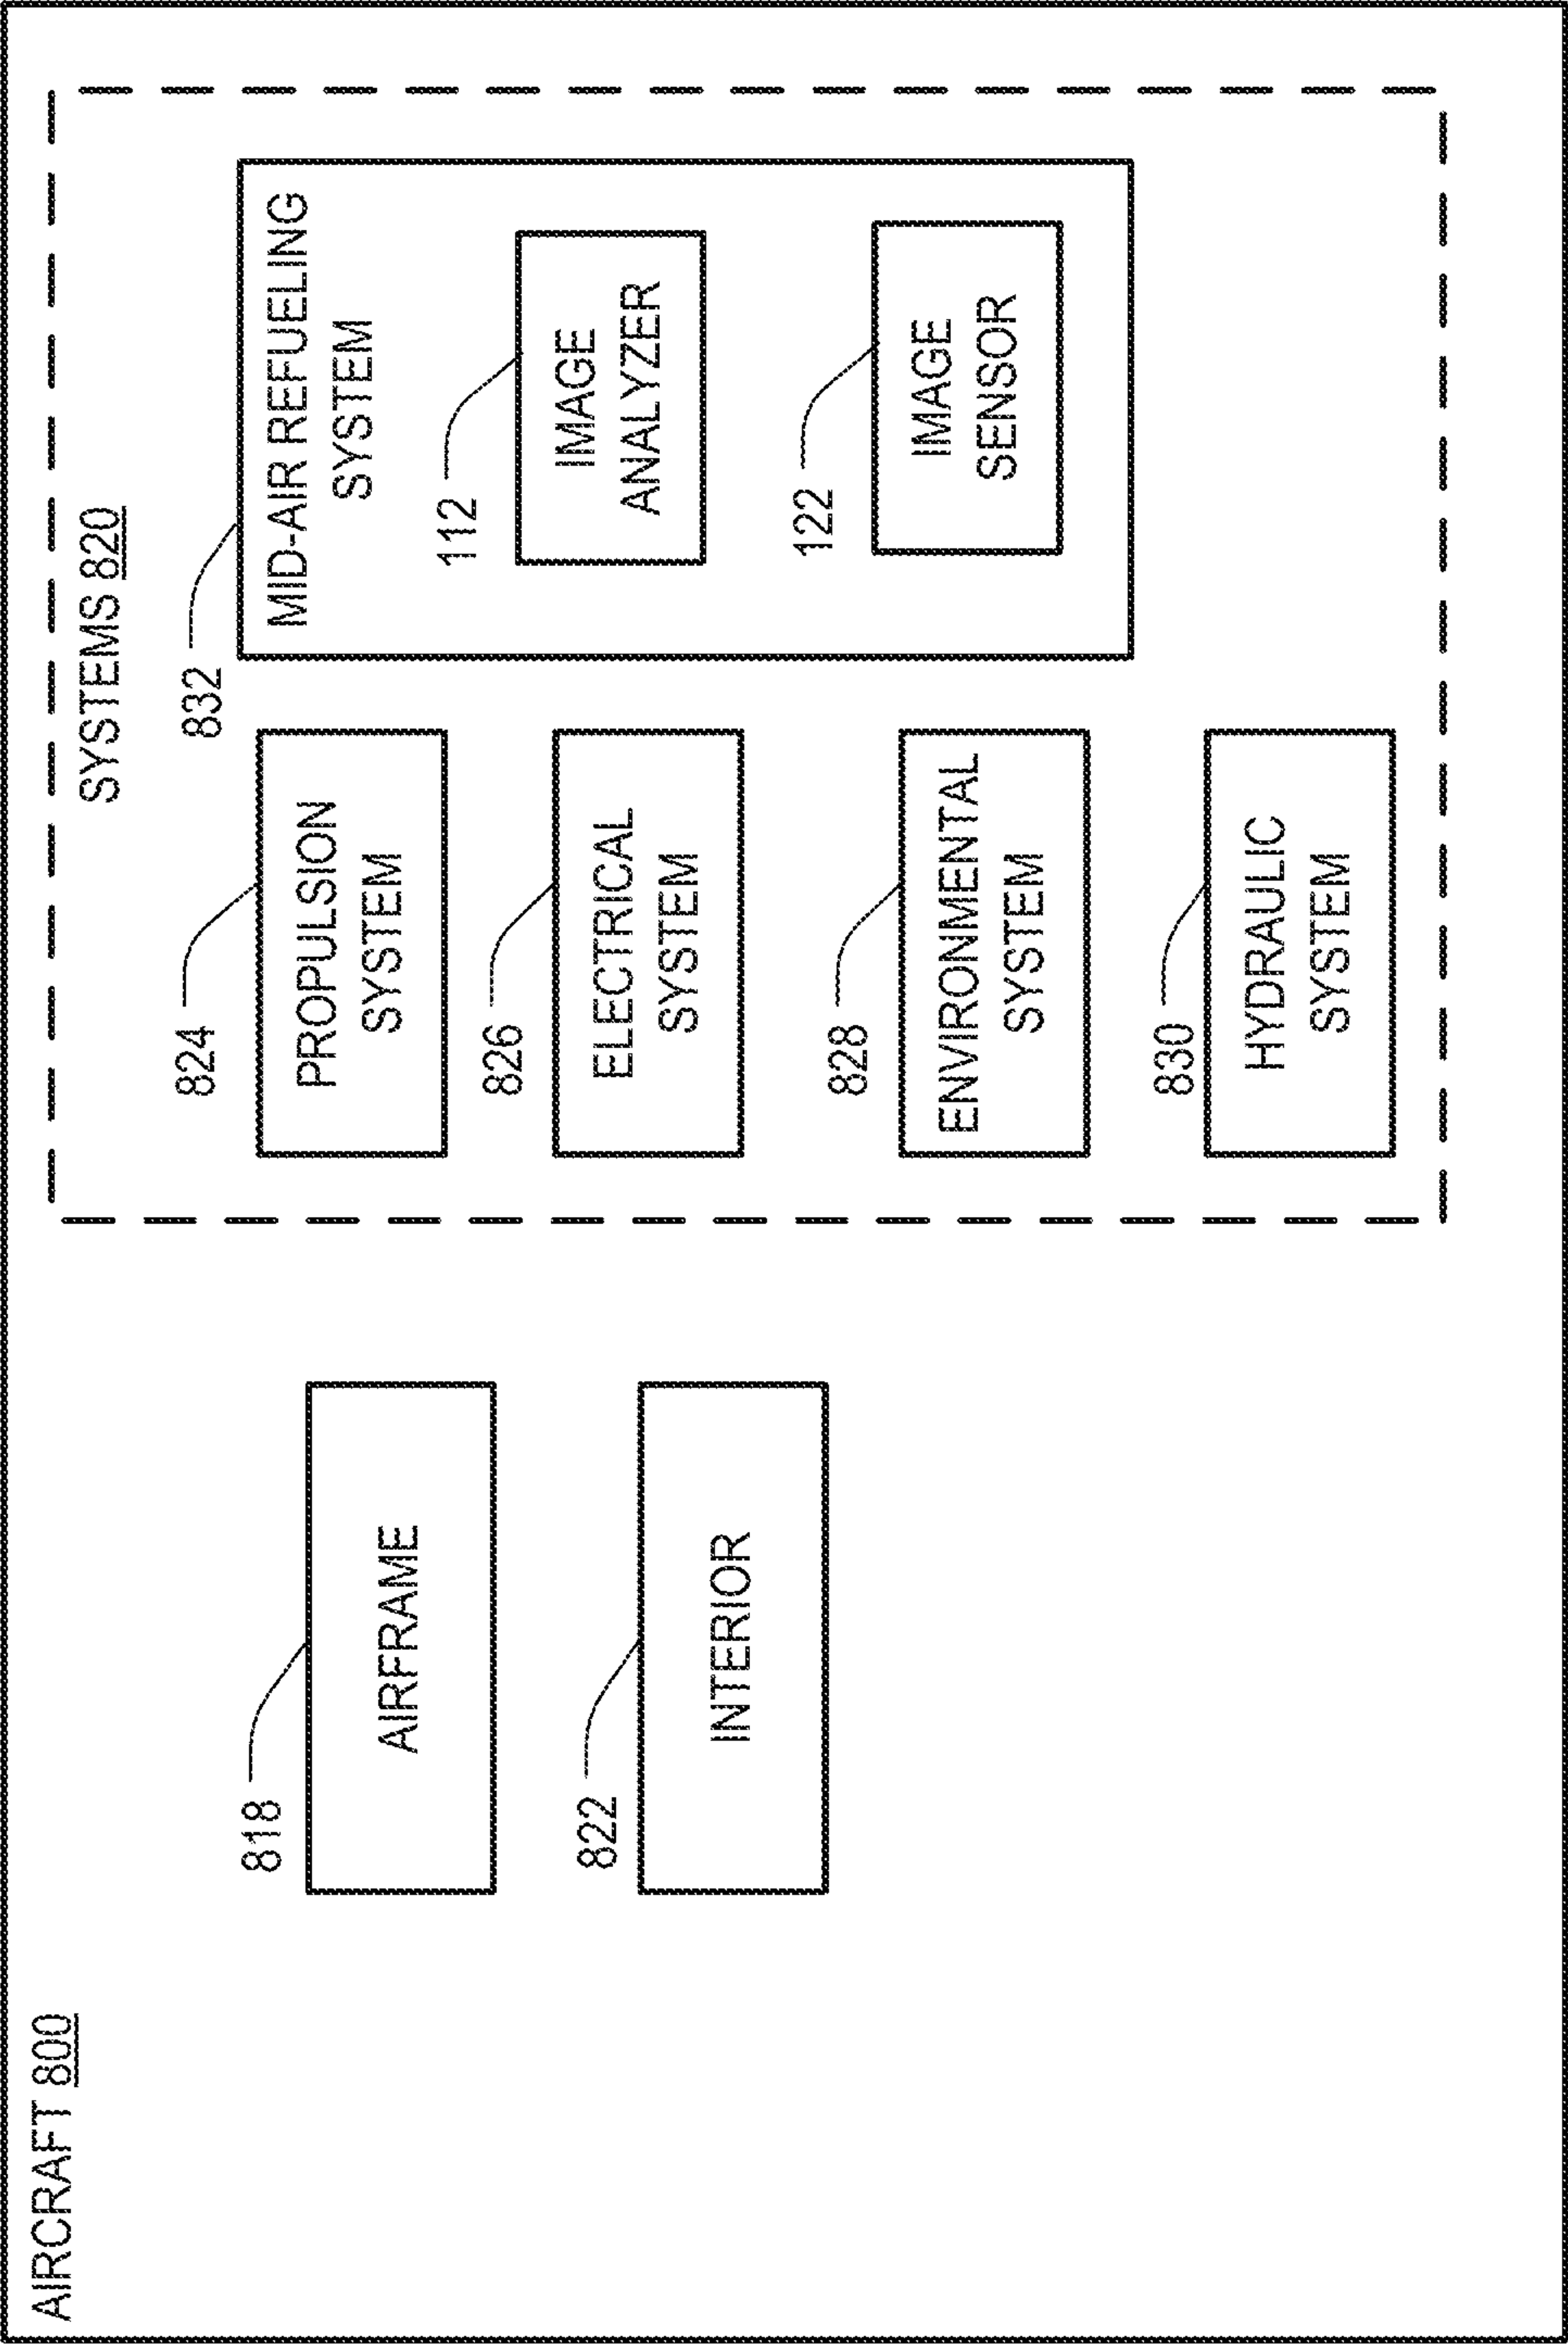 AIRCRAFT 800
818
AIRFRAME
822
INTERIOR
SYSTEMS 820
824
PROPULSION
SYSTEM
826
ELECTRICAL
SYSTEM
828
ENVIRONMENTAL
SYSTEM
830
HYDRAULIC
SYSTEM
832
MID-AIR REFUELING
SYSTEM
112
IMAGE
ANALYZER
122
IMAGE
SENSOR